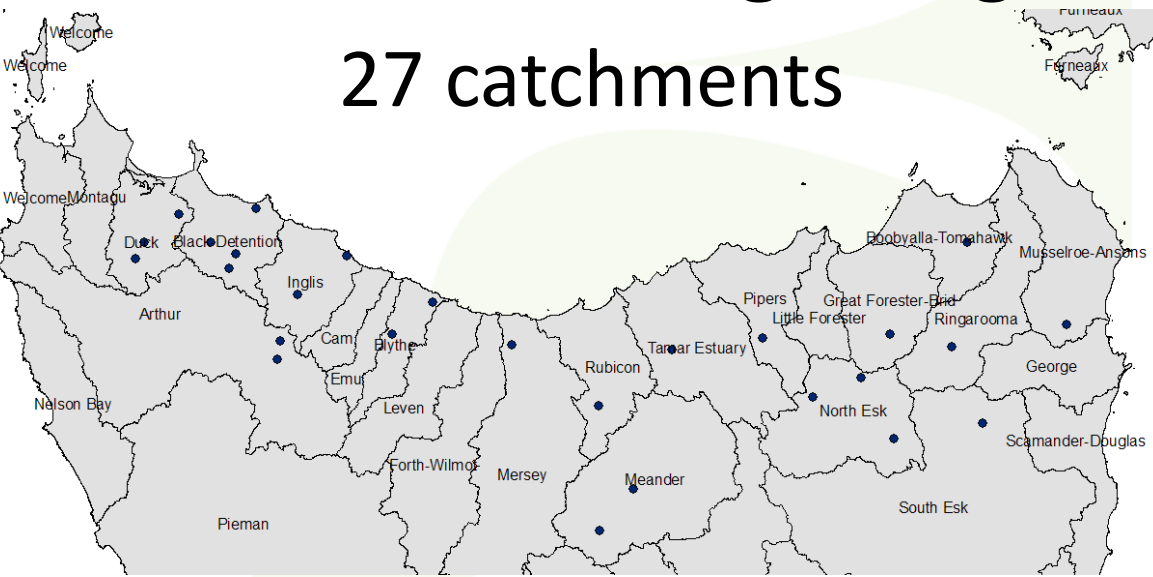 Welcome
Furneaux
Welcome
Furneaux
27 catchments
Welcome
Montagu
Duck
Black-Detention
Boobyalla-Tomahawk
Musselroe-Ansons
Inglis
Pipers
Great Forester-Brid
Arthur
Little Forester
Ringarooma
Cam
Blythe
Tamar Estuary
Rubicon
George
Emu
Nelson Bay
Leven
North Esk
Scamander-Douglas
Forth-Wilmot
Mersey
Meander
South Esk
Pieman